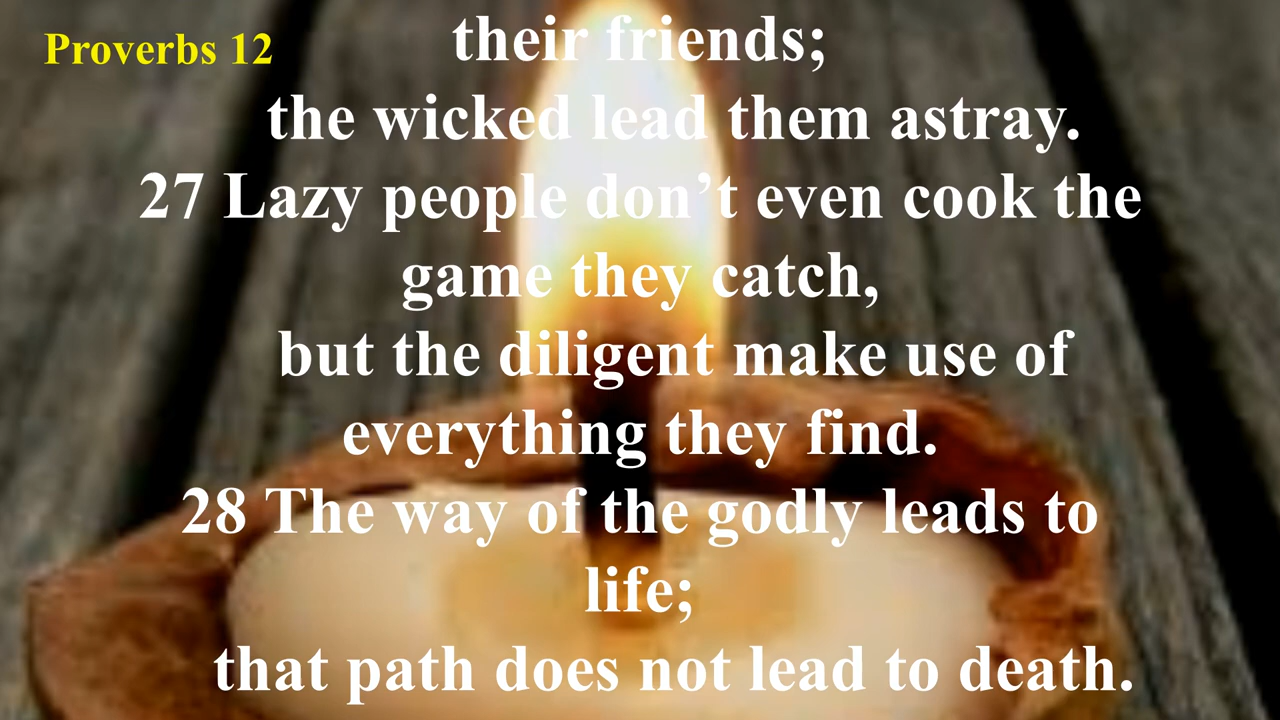 Proverbs 12
their friends;
the wicked lead them astray.
27 Lazy people don’t even cook the
game they catch,
but the diligent make use of
everything they find.
28 The way of the godly leads to
life;
that path does not lead to death.